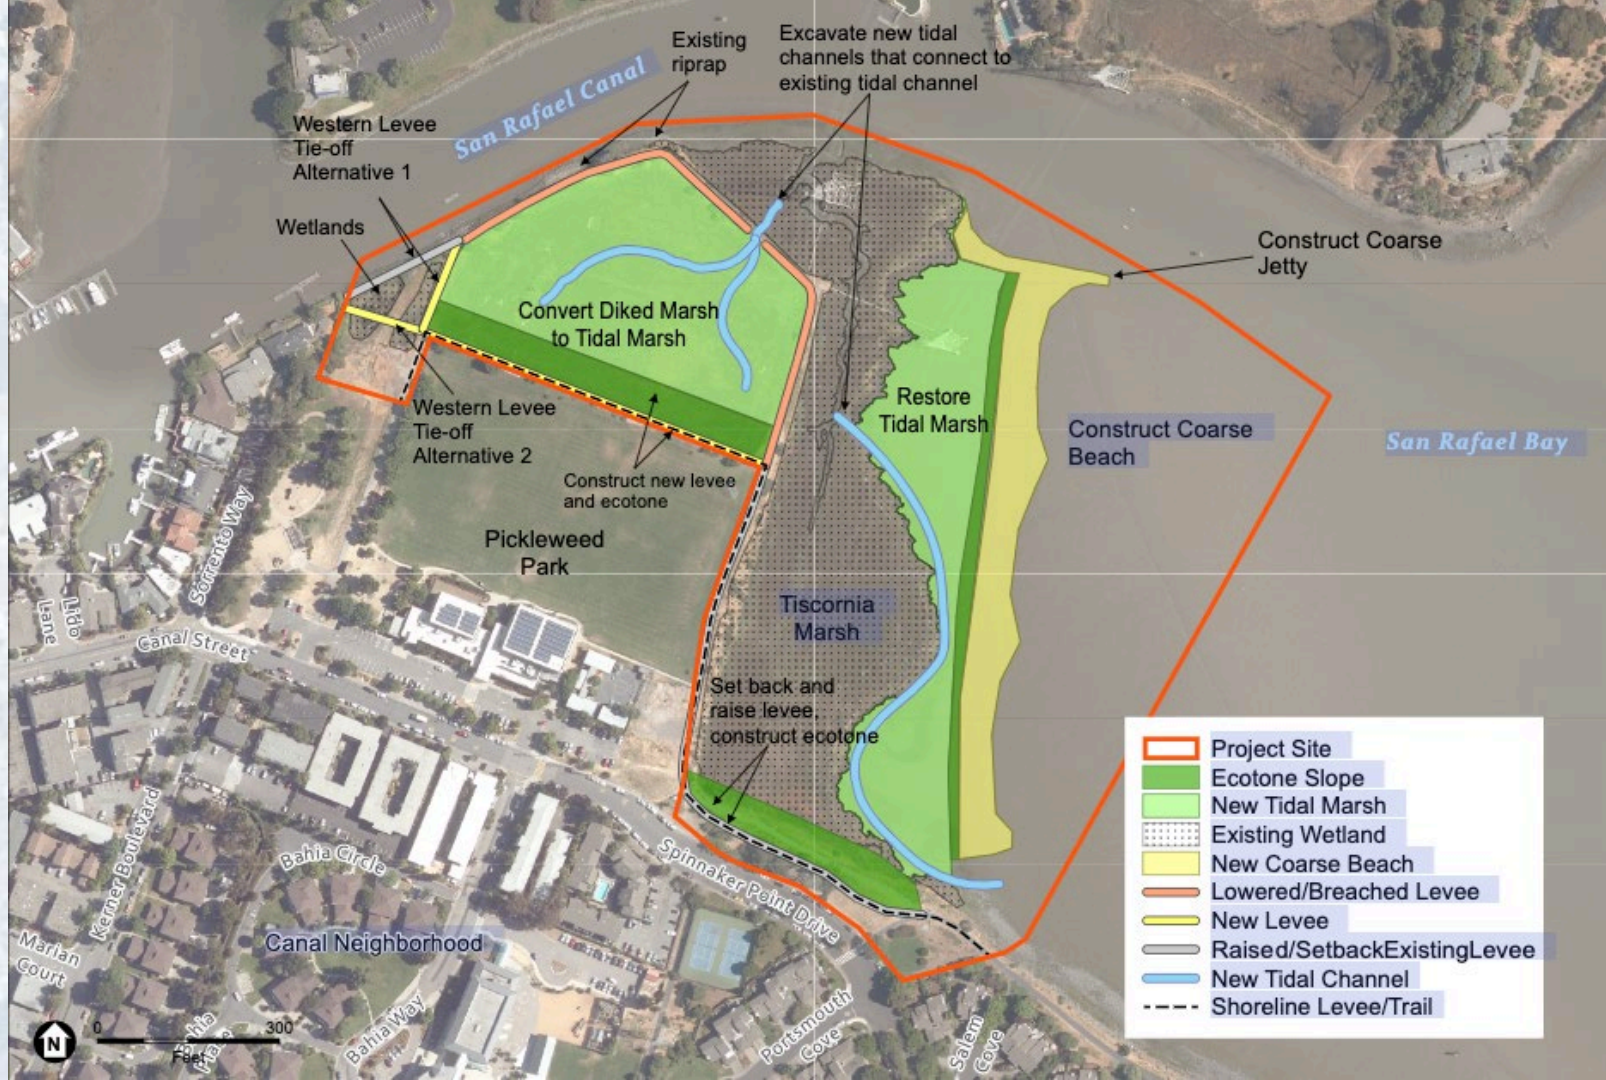 Existing
riprap
Excavate new tidal
channels that connect to
existing tidal channel
San Rafael Canal
Western Levee
Tie-off
Alternative 1
Wetlands
Construct Coarse
Jetty
Convert Diked Marsh
to Tidal Marsh
Restore
Tidal Marsh
Western Levee
Tie-off
Alternative 2
Construct Coarse
Beach
San Rafael Bay
Construct new levee
and ecotone
Pickleweed
Park
Sorrento Way
Lido
Lane
Canal Street
Tiscornia
Marsh
Set back and
raise levee,
construct ecotone
Kerner Boulevard
Bahia Circle
Spinnaker Point Drive
Canal Neighborhood
Marian
Court
Bahia
Bahia Way
Portsmouth
Cove
Salem
Cove
N
0 300
Feet
Project Site
Ecotone Slope
New Tidal Marsh
Existing Wetland
New Coarse Beach
Lowered/Breached Levee
New Levee
Raised/SetbackExistingLevee
New Tidal Channel
Shoreline Levee/Trail